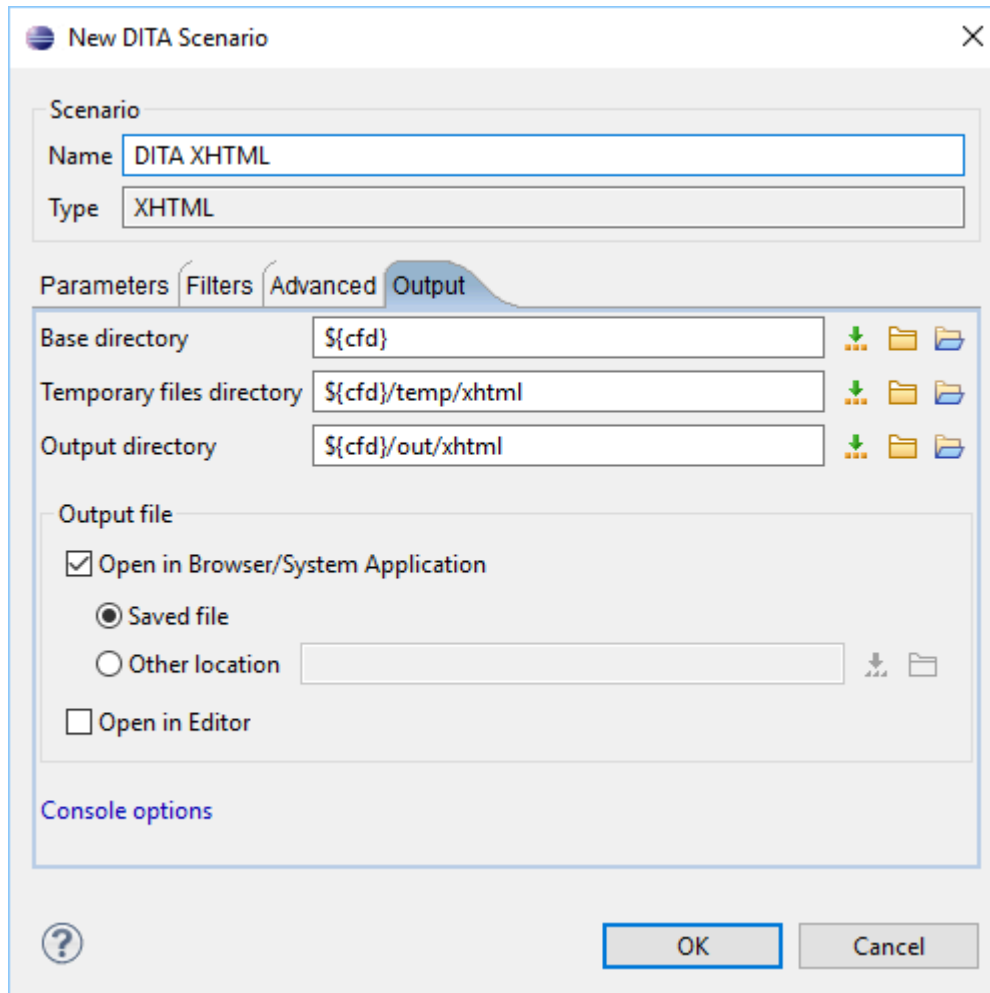 New DITA Scenario
Scenario
Name DITA XHTML
Type XHTML
Parameters Filters Advanced Output
Base directory ${cfd}
Temporary files directory ${cfd}/temp/xhtml
Output directory ${cfd}/out/xhtml
Output file
Open in Browser/System Application
Saved file
Other location
Open in Editor
Console options
? OK Cancel